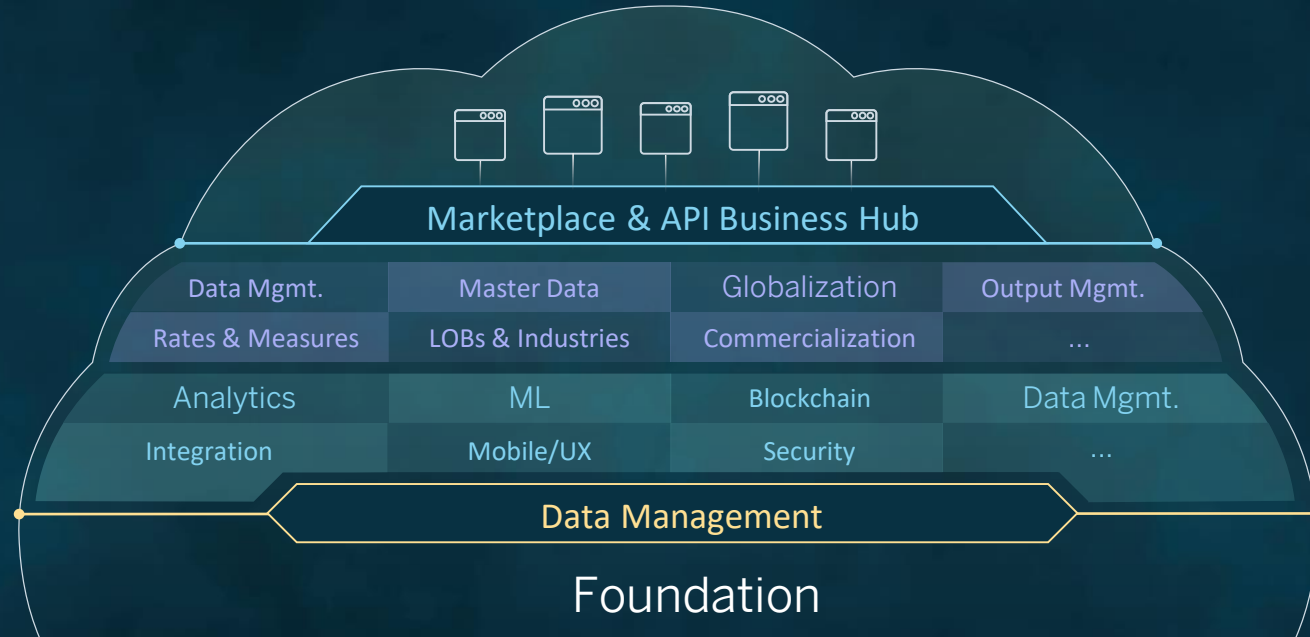 Marketplace & API Business Hub
Data Mgmt. Master Data Globalization Output Mgmt.
Rates & Measures LOBs & Industries Commercialization ...
Analytics ML Blockchain Data Mgmt.
Integration Mobile/UX Security ...
Data Management
Foundation